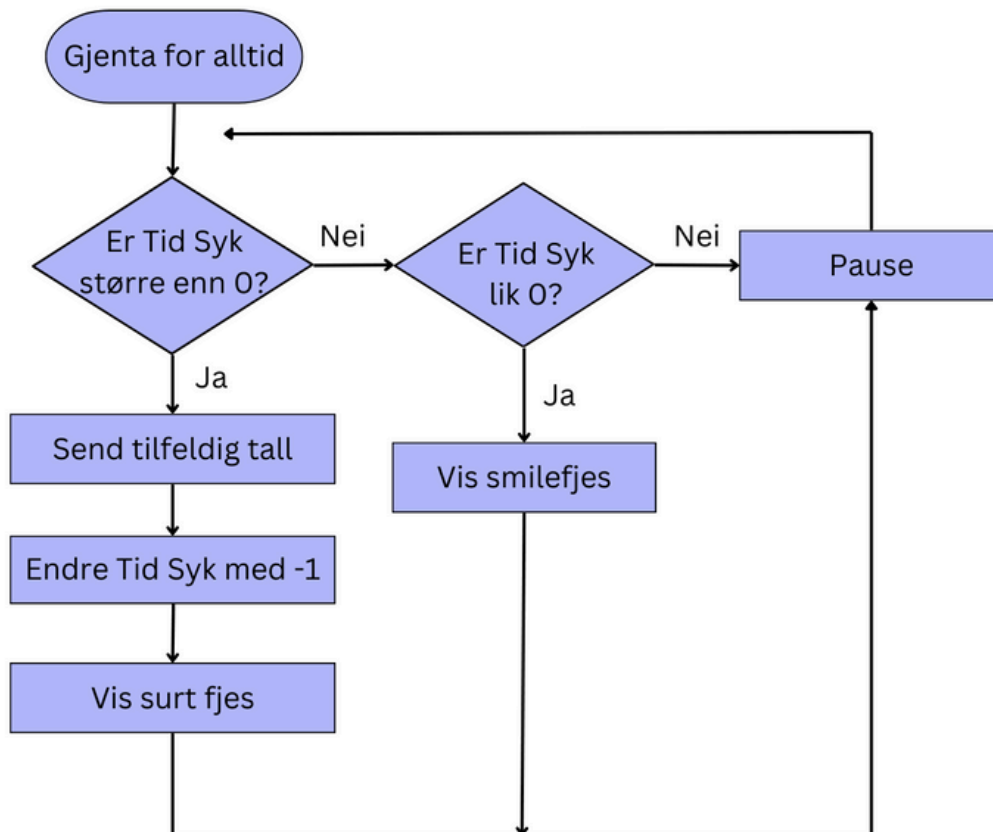 Gjenta for alltid
Er Tid Syk
større enn 0?
Nei
Er Tid Syk
lik 0?
Nei
Pause
Ja
Ja
Send tilfeldig tall
Vis smilefjes
Endre Tid Syk med -1
Vis surt fjes